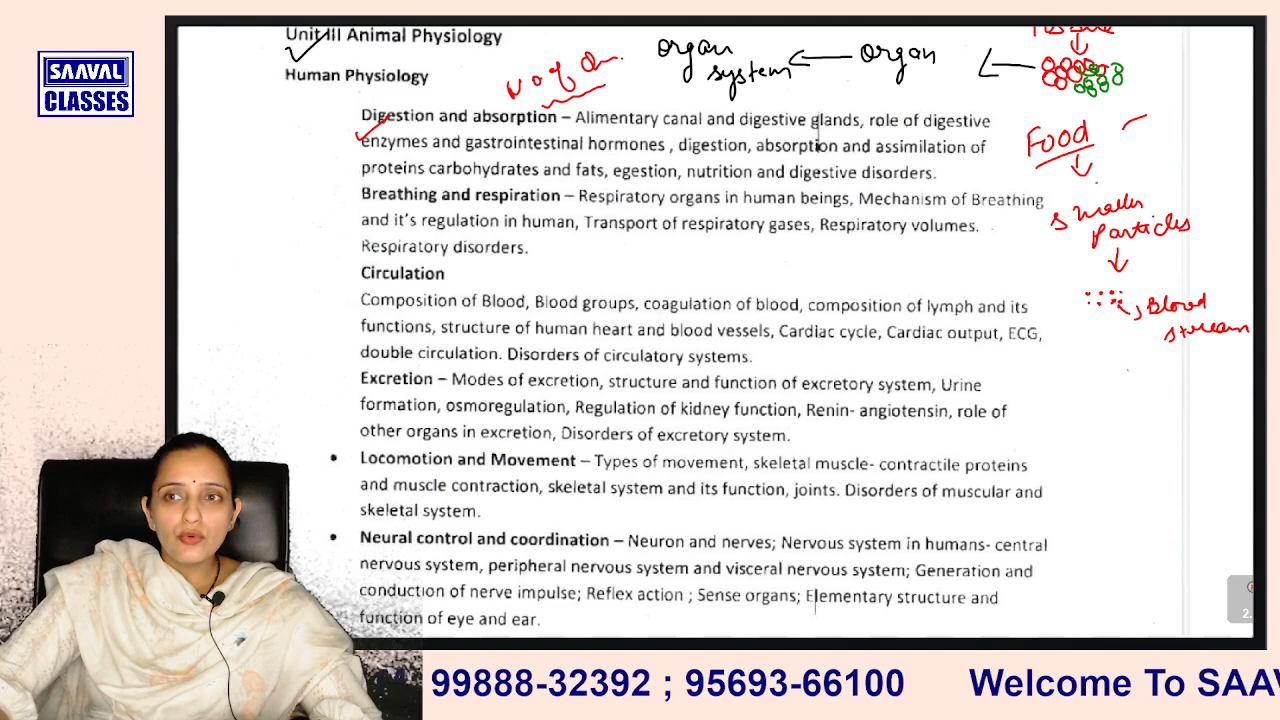 SAAVAL
CLASSES
Unit III Animal Physiology
Human Physiology
organ
system
organ
Food
smaller
particles
Blood
stream
Digestion and absorption – Alimentary canal and digestive glands, role of digestive
enzymes and gastrointestinal hormones , digestion, absorption and assimilation of
proteins carbohydrates and fats, egestion, nutrition and digestive disorders.
Breathing and respiration – Respiratory organs in human beings, Mechanism of Breathing
and it's regulation in human, Transport of respiratory gases, Respiratory volumes.
Respiratory disorders.
Circulation
Composition of Blood, Blood groups, coagulation of blood, composition of lymph and its
functions, structure of human heart and blood vessels, Cardiac cycle, Cardiac output, ECG,
double circulation. Disorders of circulatory systems.
Excretion – Modes of excretion, structure and function of excretory system, Urine
formation, osmoregulation, Regulation of kidney function, Renin- angiotensin, role of
other organs in excretion, Disorders of excretory system.
• Locomotion and Movement – Types of movement, skeletal muscle- contractile proteins
and muscle contraction, skeletal system and its function, joints. Disorders of muscular and
skeletal system.
• Neural control and coordination – Neuron and nerves; Nervous system in humans- central
nervous system, peripheral nervous system and visceral nervous system; Generation and
conduction of nerve impulse; Reflex action ; Sense organs; Elementary structure and
function of eye and ear.
2.
99888-32392 ; 95693-66100 Welcome To SAAV